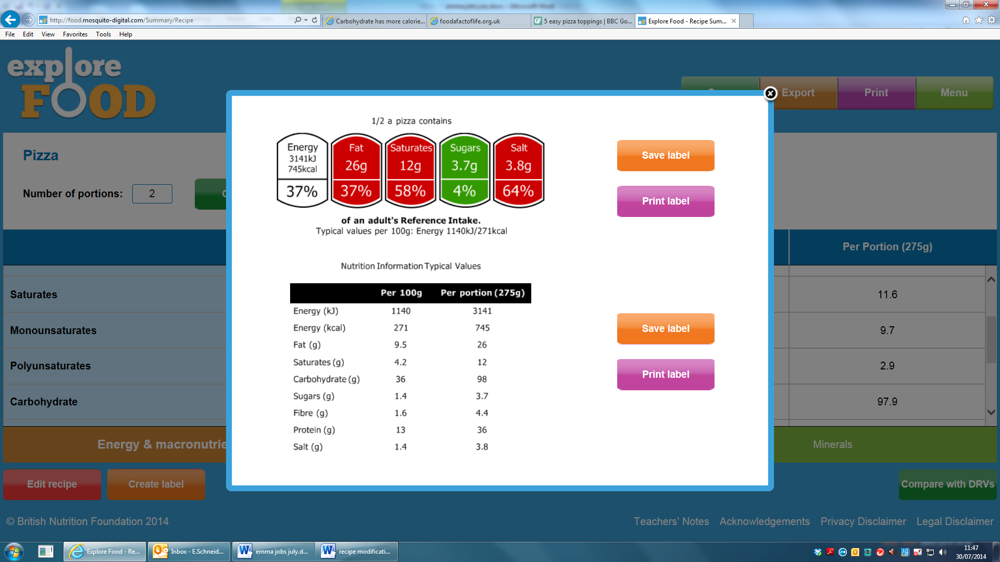 http://food.mosquito-digital.com/Summary/Recipe
Carbohydrate has more calorie...
foodafactoflife.org.uk
5 easy pizza toppings | BBC Go...
Explore Food - Recipe Sum...
File Edit View Favorites Tools Help
explore
FOOD
Export
Print
Menu
Pizza
Number of portions: 2
Per Portion (275g)
Saturates 11.6
Monounsaturates 9.7
Polyunsaturates 2.9
Carbohydrate 97.9
Energy & macronutrie
Minerals
Edit recipe
Create label
Compare with DRVs
1/2 a pizza contains
Energy Fat Saturates Sugars Salt
3141kJ
745kcal
26g 12g 3.7g 3.8g
37% 37% 58% 4% 64%
of an adult's Reference Intake.
Typical values per 100g: Energy 1140kJ/271kcal
Save label
Print label
Nutrition Information Typical Values
Per 100g Per portion (275g)
Energy (kJ) 1140 3141
Energy (kcal) 271 745
Fat (g) 9.5 26
Saturates (g) 4.2 12
Carbohydrate (g) 36 98
Sugars (g) 1.4 3.7
Fibre (g) 1.6 4.4
Protein (g) 13 36
Salt (g) 1.4 3.8
Save label
Print label
© British Nutrition Foundation 2014
Teachers' Notes Acknowledgements Privacy Disclaimer Legal Disclaimer
Explore Food - Re...
Inbox - E.Schneid...
emma jobs july.d...
recipe modificati...
11:47
30/07/2014